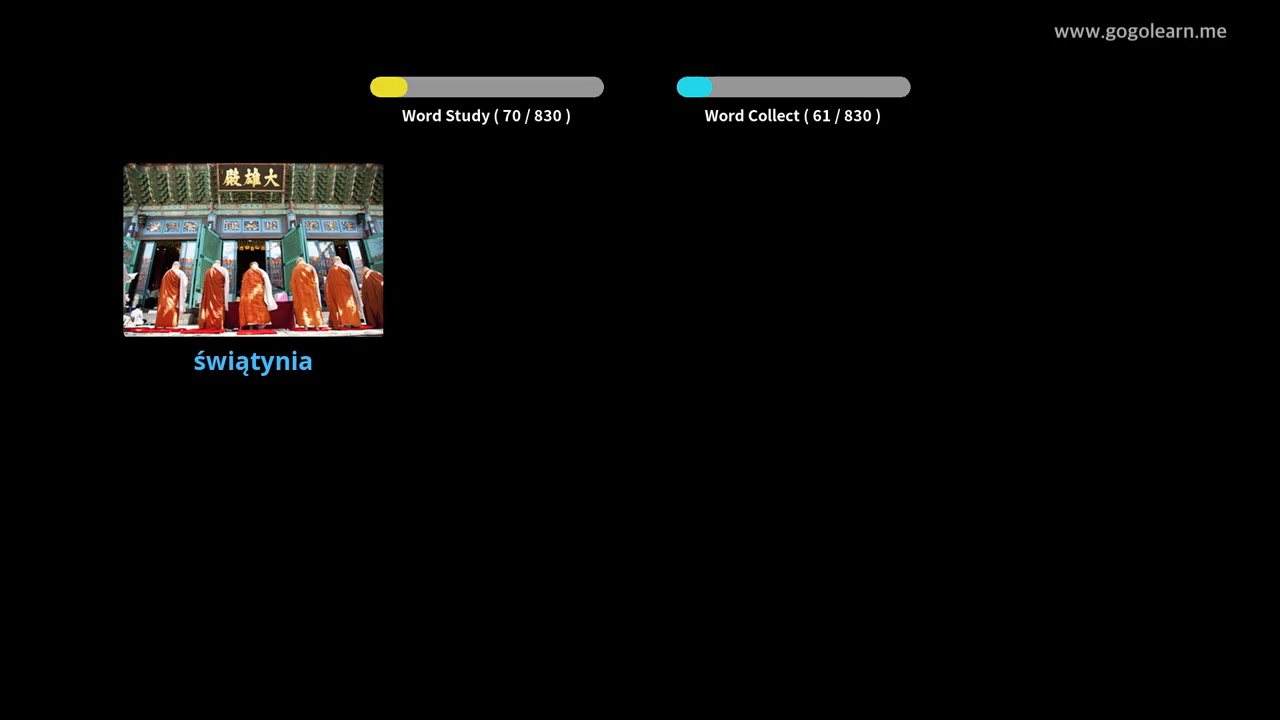 www.gogolearn.me
Word Study ( 70 / 830 )
Word Collect ( 61 / 830 )
殿雄大
świątynia